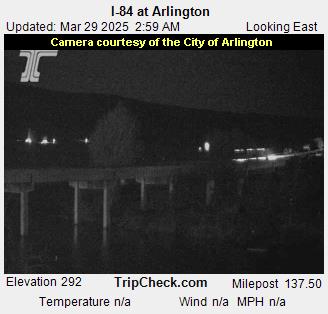 I-84 at Arlington
Updated: Mar 29 2025 2:59 AM Looking East
Camera courtesy of the City of Arlington
Elevation 292 TripCheck.com Milepost 137.50
Temperature n/a Wind n/a MPH n/a